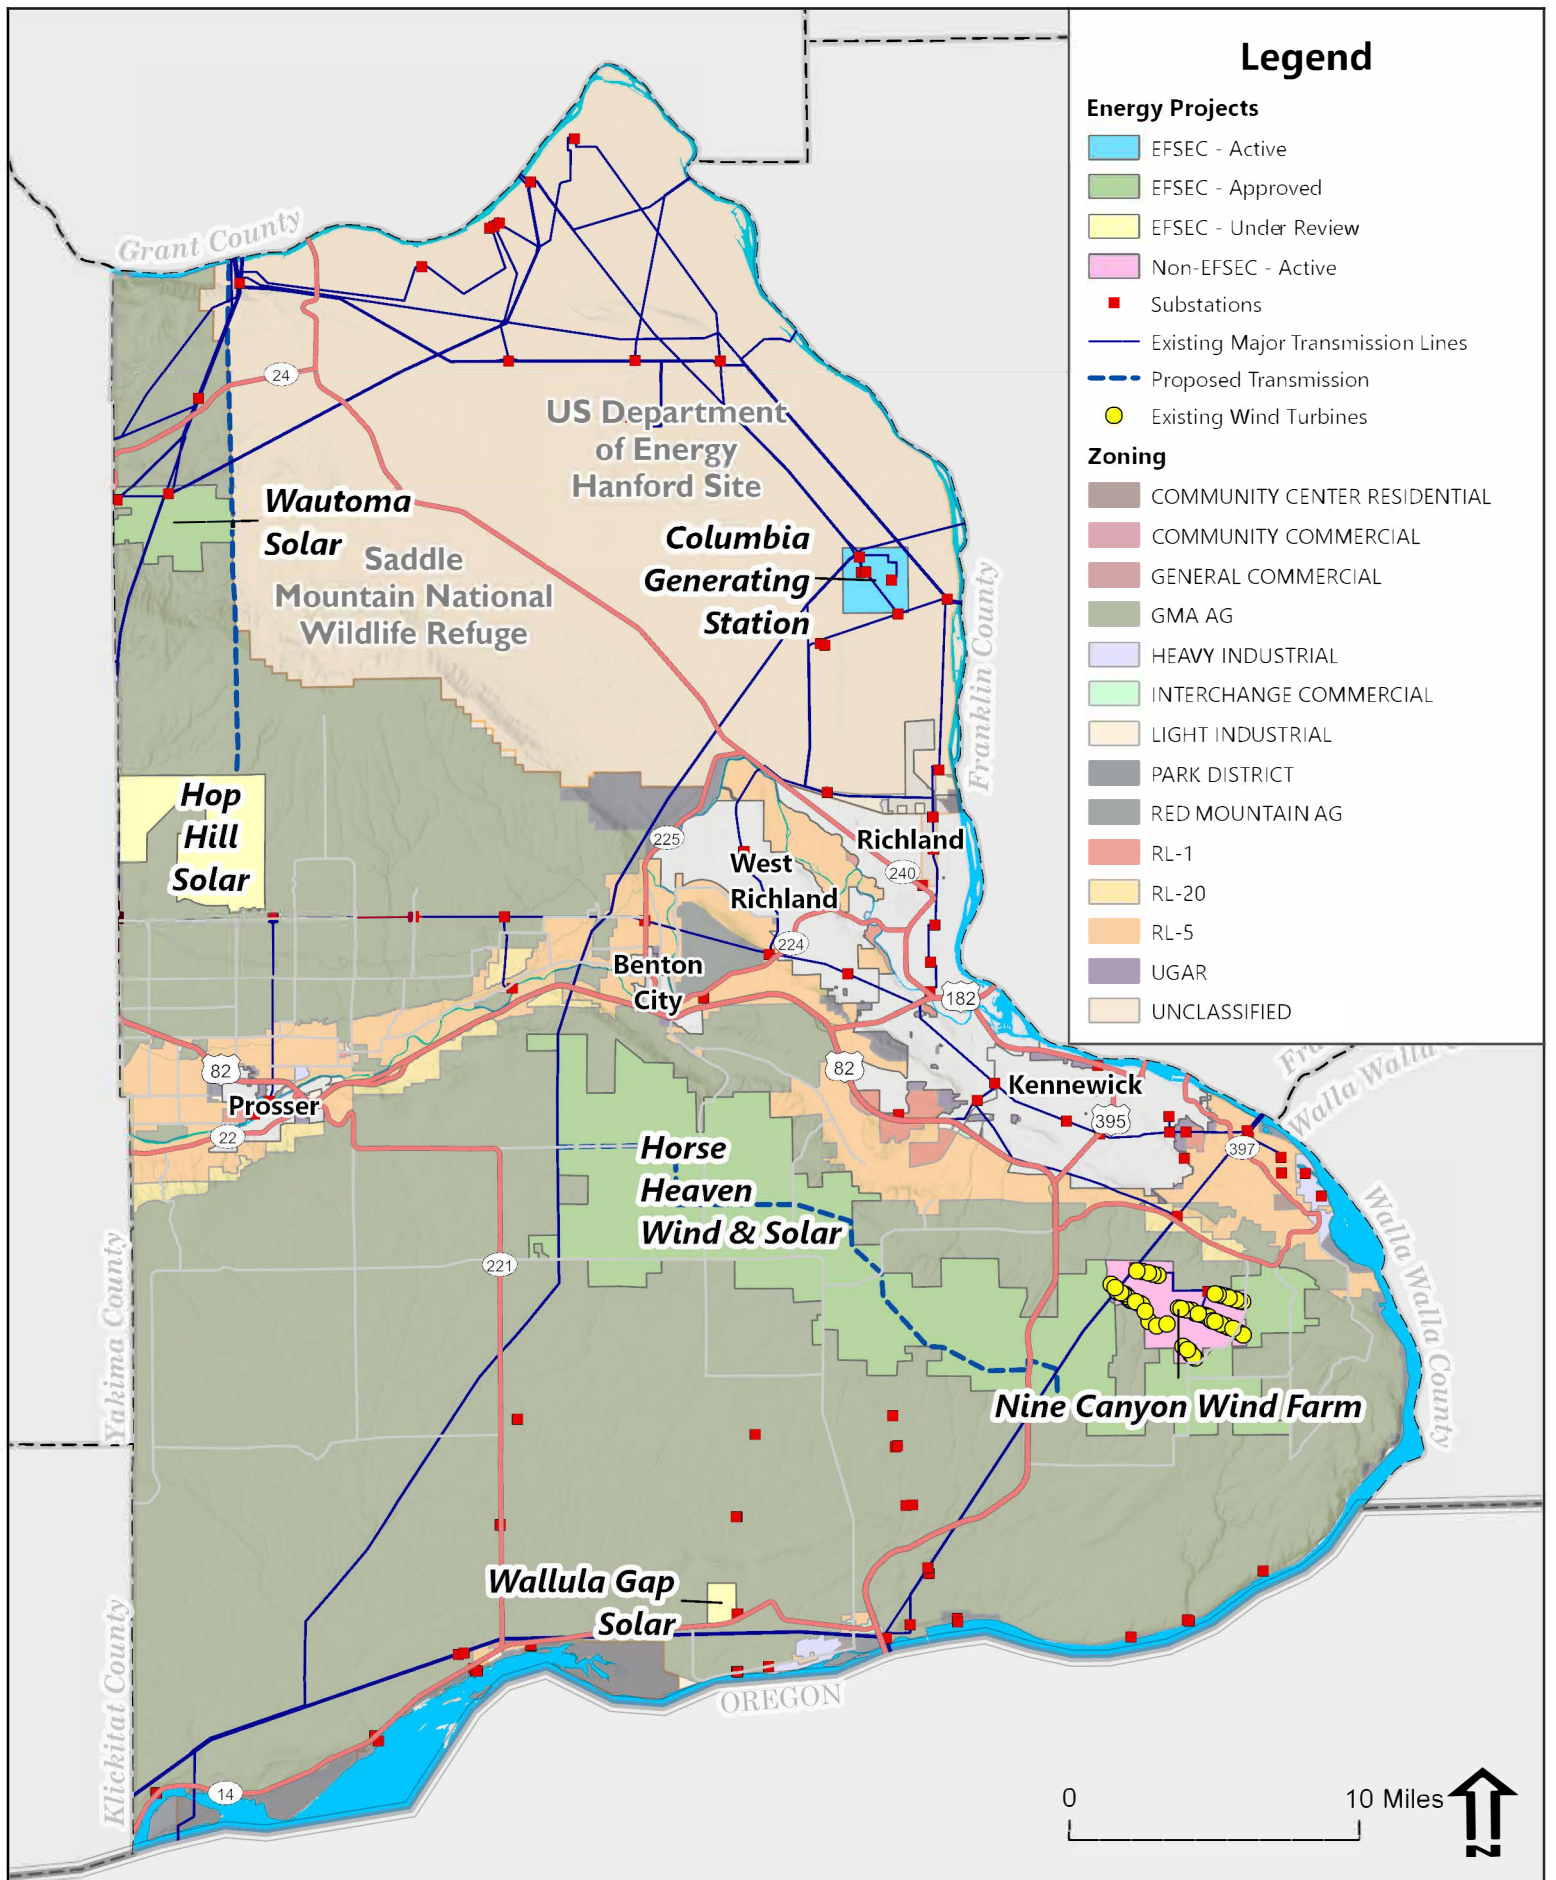 Legend
Energy Projects
EFSEC - Active
EFSEC - Approved
EFSEC - Under Review
Non-EFSEC - Active
Substations
Existing Major Transmission Lines
Proposed Transmission
Existing Wind Turbines
Zoning
COMMUNITY CENTER RESIDENTIAL
COMMUNITY COMMERCIAL
GENERAL COMMERCIAL
GMA AG
HEAVY INDUSTRIAL
INTERCHANGE COMMERCIAL
LIGHT INDUSTRIAL
PARK DISTRICT
RED MOUNTAIN AG
RL-1
RL-20
RL-5
UGAR
UNCLASSIFIED
Grant County
24
US Department
of Energy
Hanford Site
Wautoma
Solar
Saddle
Mountain National
Wildlife Refuge
Columbia
Generating
Station
Franklin County
Hop
Hill
Solar
225
West
Richland
Richland
240
224
Benton
City
182
82
Prosser
22
82
Kennewick
395
397
Walla Walla
Horse
Heaven
Wind & Solar
221
Yakima County
Walla Walla County
Nine Canyon Wind Farm
Wallula Gap
Solar
Klickitat County
OREGON
14
0
10 Miles
N